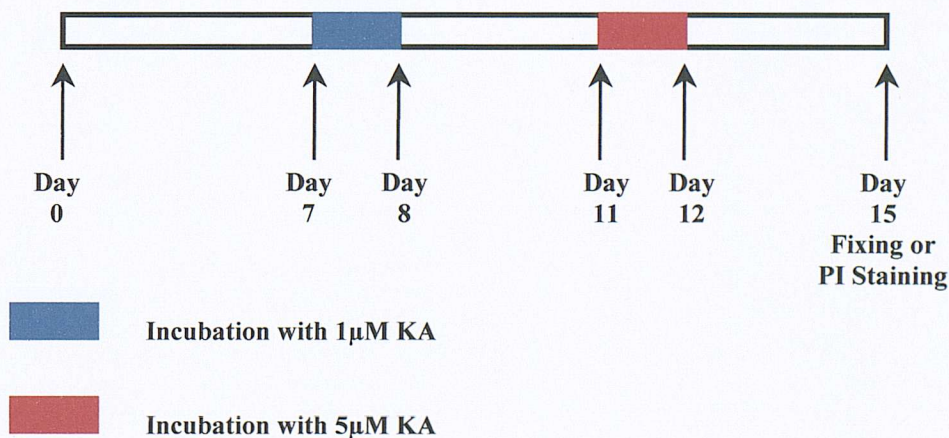 Day 0
Day 7
Day 8
Day 11
Day 12
Day 15
Fixing or
PI Staining
Incubation with 1μM KA
Incubation with 5μM KA